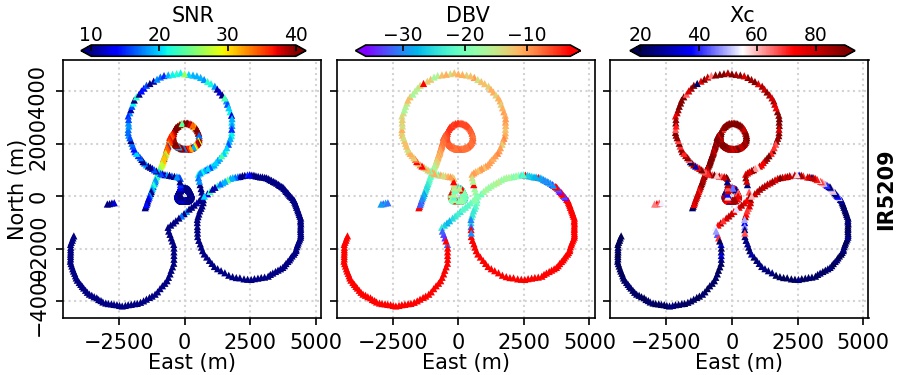 SNR DBV Xc
10 20 30 40 −30 −20 −10 20 40 60 80
North (m)
4000
2000
0
−2000
−4000
IR5209
−2500 0 2500 5000 −2500 0 2500 5000 −2500 0 2500 5000
East (m) East (m) East (m)